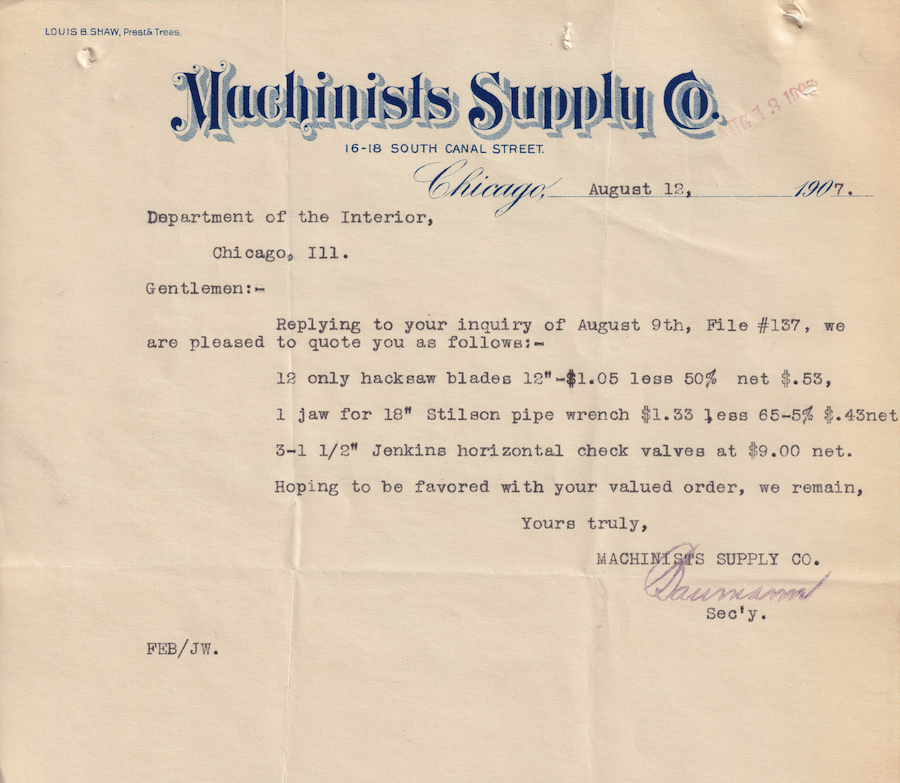 LOUIS B. SHAW, Prest & Treas.
Machinists Supply Co.
AUG 13 190
16-18 SOUTH CANAL STREET.
Chicago, August 12, 1907.
Department of the Interior,
Chicago, Ill.
Gentlemen:-
Replying to your inquiry of August 9th, File #137, we
are pleased to quote you as follows:-
12 only hacksaw blades 12"-$1.05 less 50% net $.53,
1 jaw for 18" Stilson pipe wrench $1.33 less 65-5% $.43net
3-1 1/2" Jenkins horizontal check valves at $9.00 net.
Hoping to be favored with your valued order, we remain,
Yours truly,
MACHINISTS SUPPLY CO.
Baumann
Sec'y.
FEB/JW.